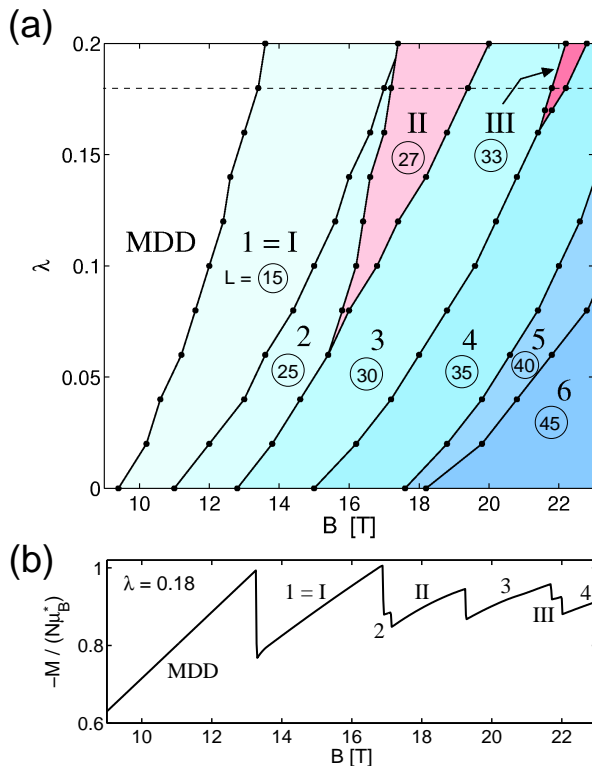 (a)
0.2
0.15
0.1
0.05
0
λ
MDD
1 = I
L = 15
2
25
II
27
III
33
3
30
4
35
5
40
6
45
10 12 14 16 18 20 22
B [T]
(b)
1
0.8
0.6
−M / (Nμ*B)
λ = 0.18
MDD
1 = I
2
II
3
III
4
10 12 14 16 18 20 22
B [T]